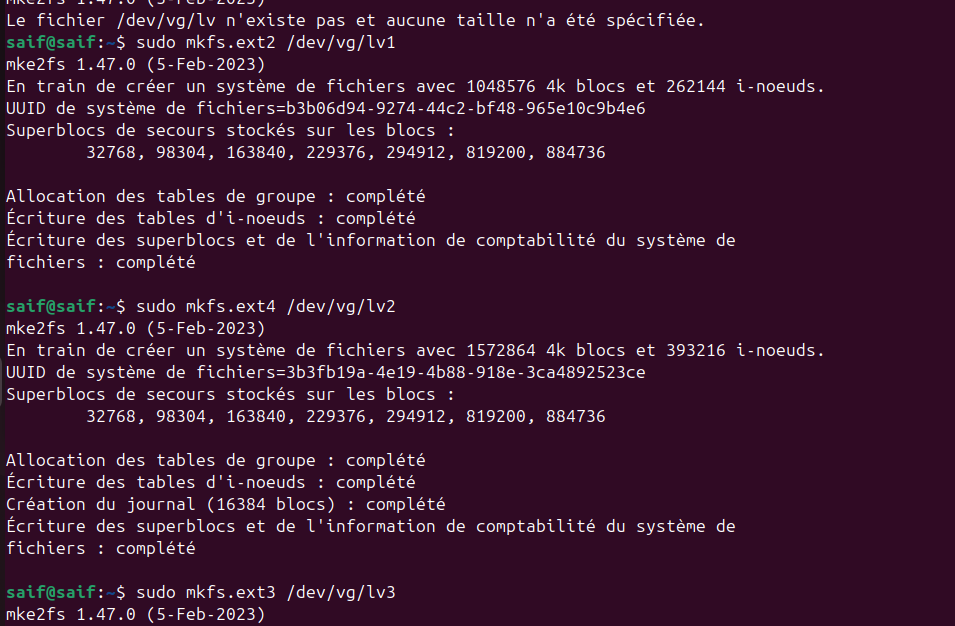 mke2fs 1.47.0 (5-Feb-2023)
Le fichier /dev/vg/lv n'existe pas et aucune taille n'a été spécifiée.
saif@saif:~$ sudo mkfs.ext2 /dev/vg/lv1
mke2fs 1.47.0 (5-Feb-2023)
En train de créer un système de fichiers avec 1048576 4k blocs et 262144 i-noeuds.
UUID de système de fichiers=b3b06d94-9274-44c2-bf48-965e10c9b4e6
Superblocs de secours stockés sur les blocs :
        32768, 98304, 163840, 229376, 294912, 819200, 884736

Allocation des tables de groupe : complété
Écriture des tables d'i-noeuds : complété
Écriture des superblocs et de l'information de comptabilité du système de
fichiers : complété

saif@saif:~$ sudo mkfs.ext4 /dev/vg/lv2
mke2fs 1.47.0 (5-Feb-2023)
En train de créer un système de fichiers avec 1572864 4k blocs et 393216 i-noeuds.
UUID de système de fichiers=3b3fb19a-4e19-4b88-918e-3ca4892523ce
Superblocs de secours stockés sur les blocs :
        32768, 98304, 163840, 229376, 294912, 819200, 884736

Allocation des tables de groupe : complété
Écriture des tables d'i-noeuds : complété
Création du journal (16384 blocs) : complété
Écriture des superblocs et de l'information de comptabilité du système de
fichiers : complété

saif@saif:~$ sudo mkfs.ext3 /dev/vg/lv3
mke2fs 1.47.0 (5-Feb-2023)